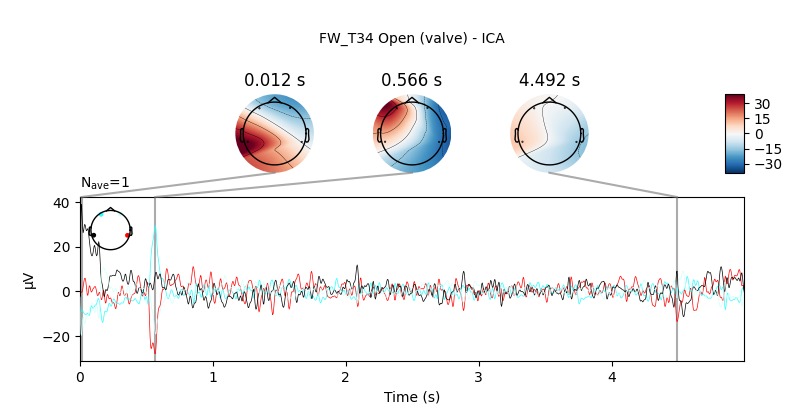 FW_T34 Open (valve) - ICA
0.012 s 0.566 s 4.492 s
30
15
0
−15
−30
Nave=1
40
20
0
−20
µV
0 1 2 3 4
Time (s)